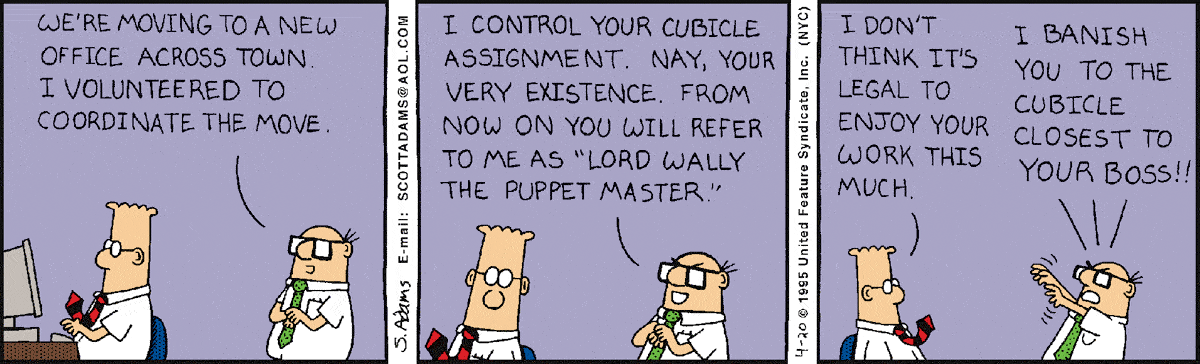 WE'RE MOVING TO A NEW
OFFICE ACROSS TOWN.
I VOLUNTEERED TO
COORDINATE THE MOVE.
S. Adams E-mail: SCOTTADAMS@AOL.COM
I CONTROL YOUR CUBICLE
ASSIGNMENT. NAY, YOUR
VERY EXISTENCE. FROM
NOW ON YOU WILL REFER
TO ME AS "LORD WALLY
THE PUPPET MASTER."
4-20 © 1995 United Feature Syndicate, Inc. (NYC)
I DON'T
THINK IT'S
LEGAL TO
ENJOY YOUR
WORK THIS
MUCH.
I BANISH
YOU TO THE
CUBICLE
CLOSEST TO
YOUR BOSS!!